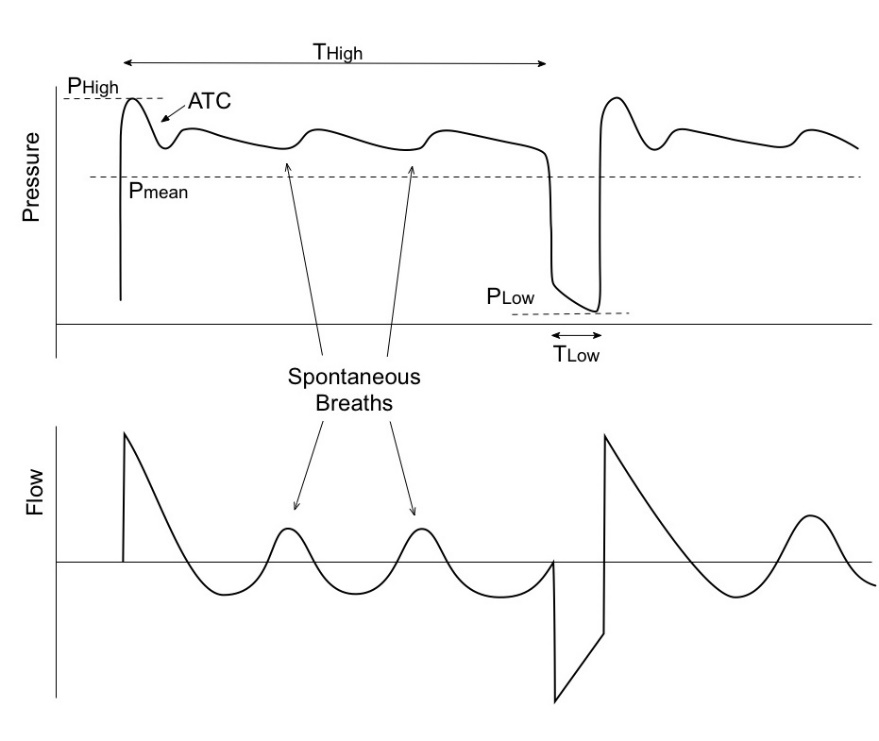 THigh
PHigh
ATC
Pressure
Pmean
PLow
TLow
Spontaneous
Breaths
Flow